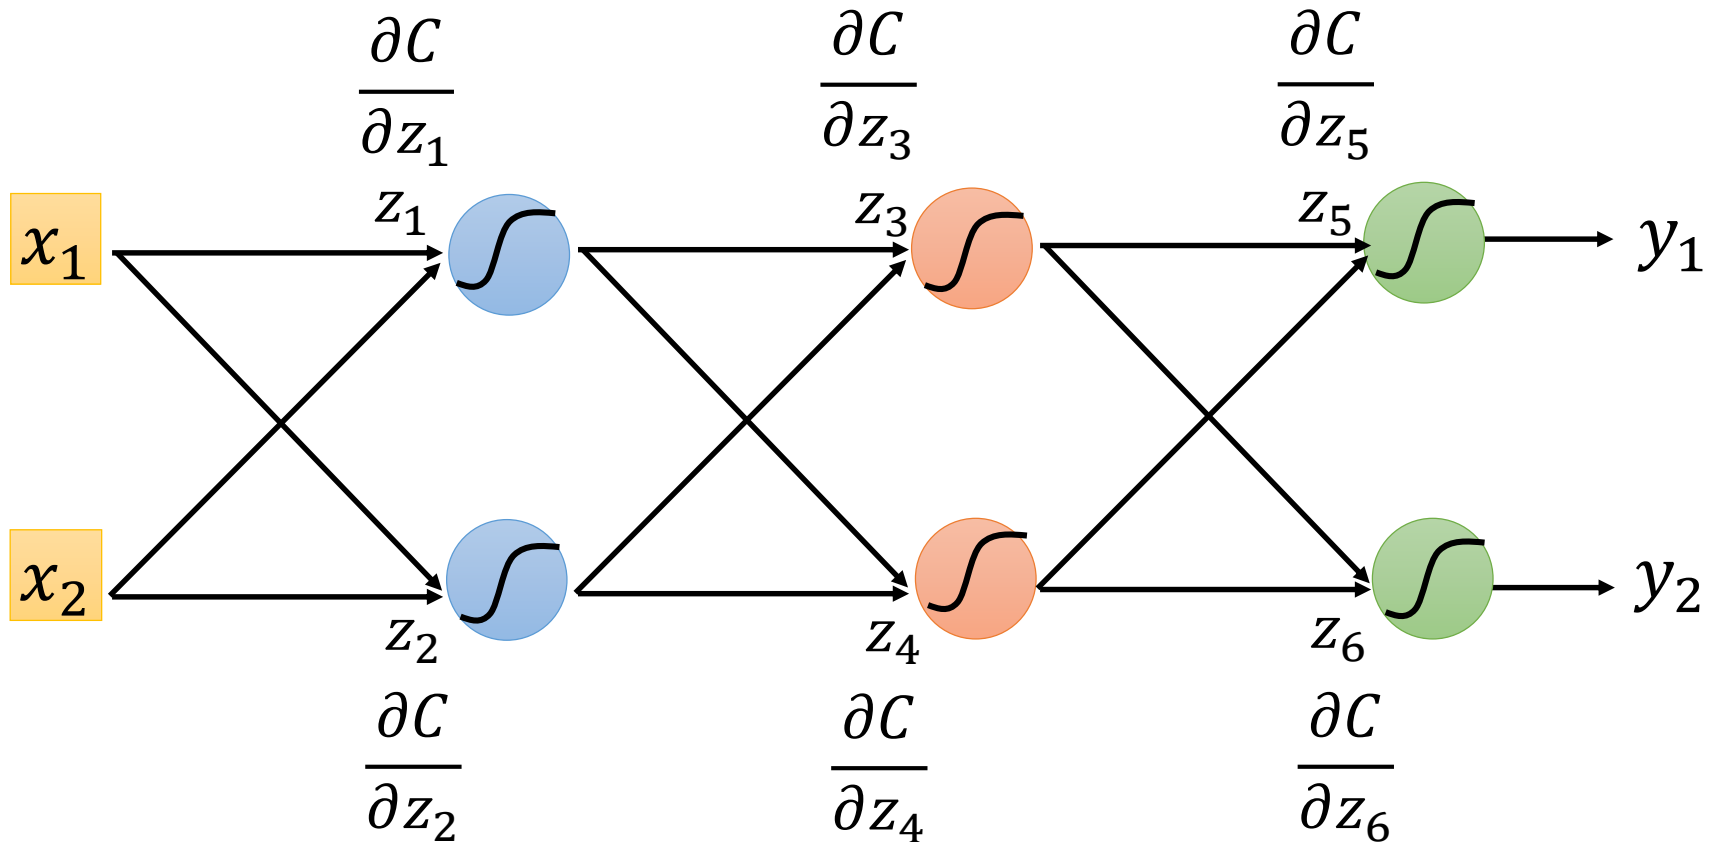 ∂C/∂z₁
∂C/∂z₃
∂C/∂z₅
x₁
z₁
z₃
z₅
y₁
x₂
z₂
z₄
z₆
y₂
∂C/∂z₂
∂C/∂z₄
∂C/∂z₆